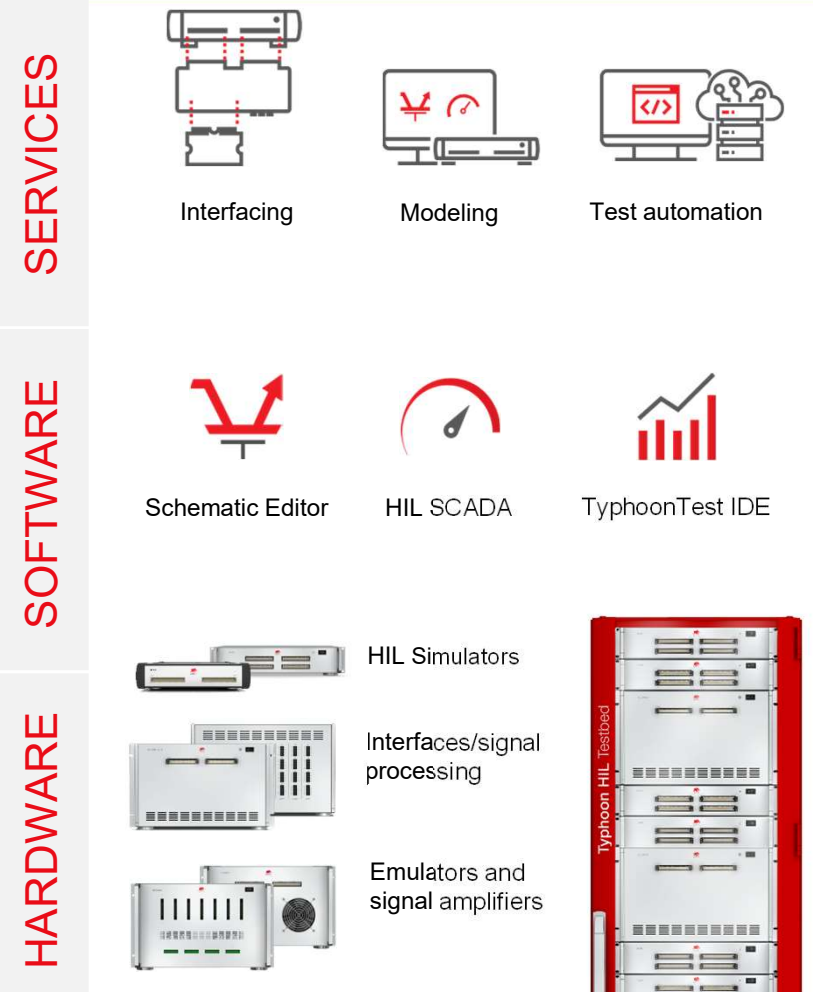 SERVICES
Interfacing
Modeling
</>
Test automation
SOFTWARE
Schematic Editor
HIL SCADA
TyphoonTest IDE
HARDWARE
HIL Simulators
Interfaces/signal
processing
Emulators and
signal amplifiers
Typhoon HIL Testbed